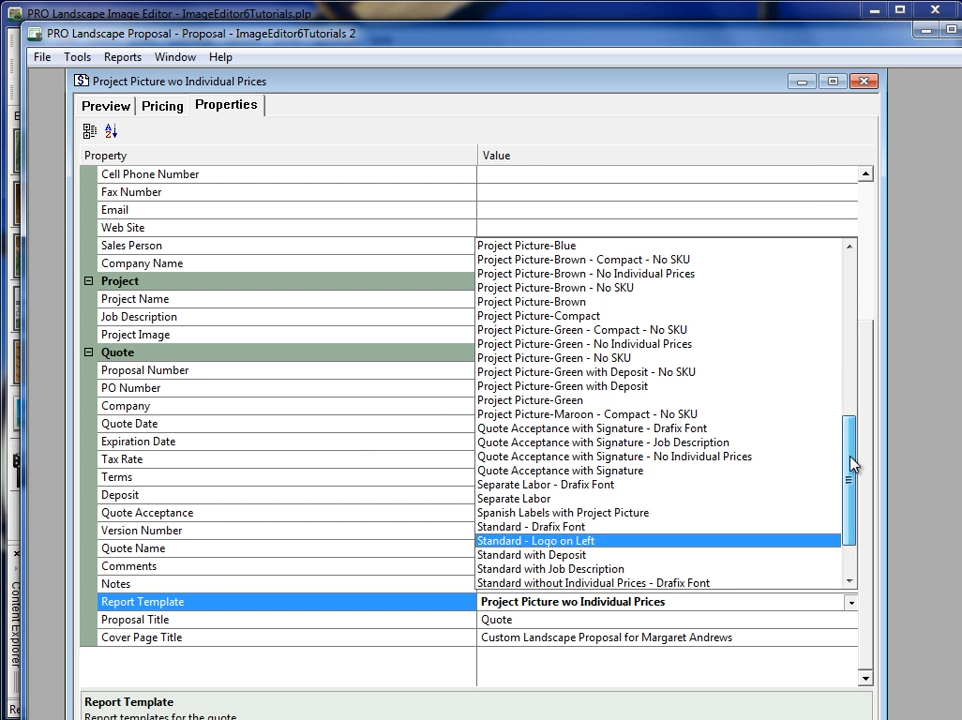 PRO Landscape Image Editor - ImageEditor6Tutorials.plp
PRO Landscape Proposal - Proposal - ImageEditor6Tutorials 2
File Tools Reports Window Help
Project Picture wo Individual Prices
Preview Pricing Properties
Property Value
Cell Phone Number
Fax Number
Email
Web Site
Sales Person
Company Name
Project
Project Name
Job Description
Project Image
Quote
Proposal Number
PO Number
Company
Quote Date
Expiration Date
Tax Rate
Terms
Deposit
Quote Acceptance
Version Number
Quote Name
Comments
Notes
Project Picture-Blue
Project Picture-Brown - Compact - No SKU
Project Picture-Brown - No Individual Prices
Project Picture-Brown - No SKU
Project Picture-Brown
Project Picture-Compact
Project Picture-Green - Compact - No SKU
Project Picture-Green - No Individual Prices
Project Picture-Green - No SKU
Project Picture-Green with Deposit - No SKU
Project Picture-Green with Deposit
Project Picture-Green
Project Picture-Maroon - Compact - No SKU
Quote Acceptance with Signature - Drafix Font
Quote Acceptance with Signature - Job Description
Quote Acceptance with Signature - No Individual Prices
Quote Acceptance with Signature
Separate Labor - Drafix Font
Separate Labor
Spanish Labels with Project Picture
Standard - Drafix Font
Standard - Logo on Left
Standard with Deposit
Standard with Job Description
Standard without Individual Prices - Drafix Font
Report Template Project Picture wo Individual Prices
Proposal Title Quote
Cover Page Title Custom Landscape Proposal for Margaret Andrews
Report Template
Report templates for the quote
Content Explorer